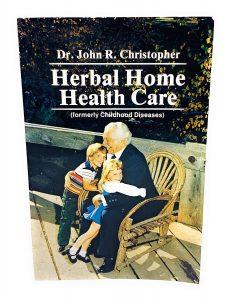 Dr. John R. Christopher
Herbal Home
Health Care
(formerly Childhood Diseases)